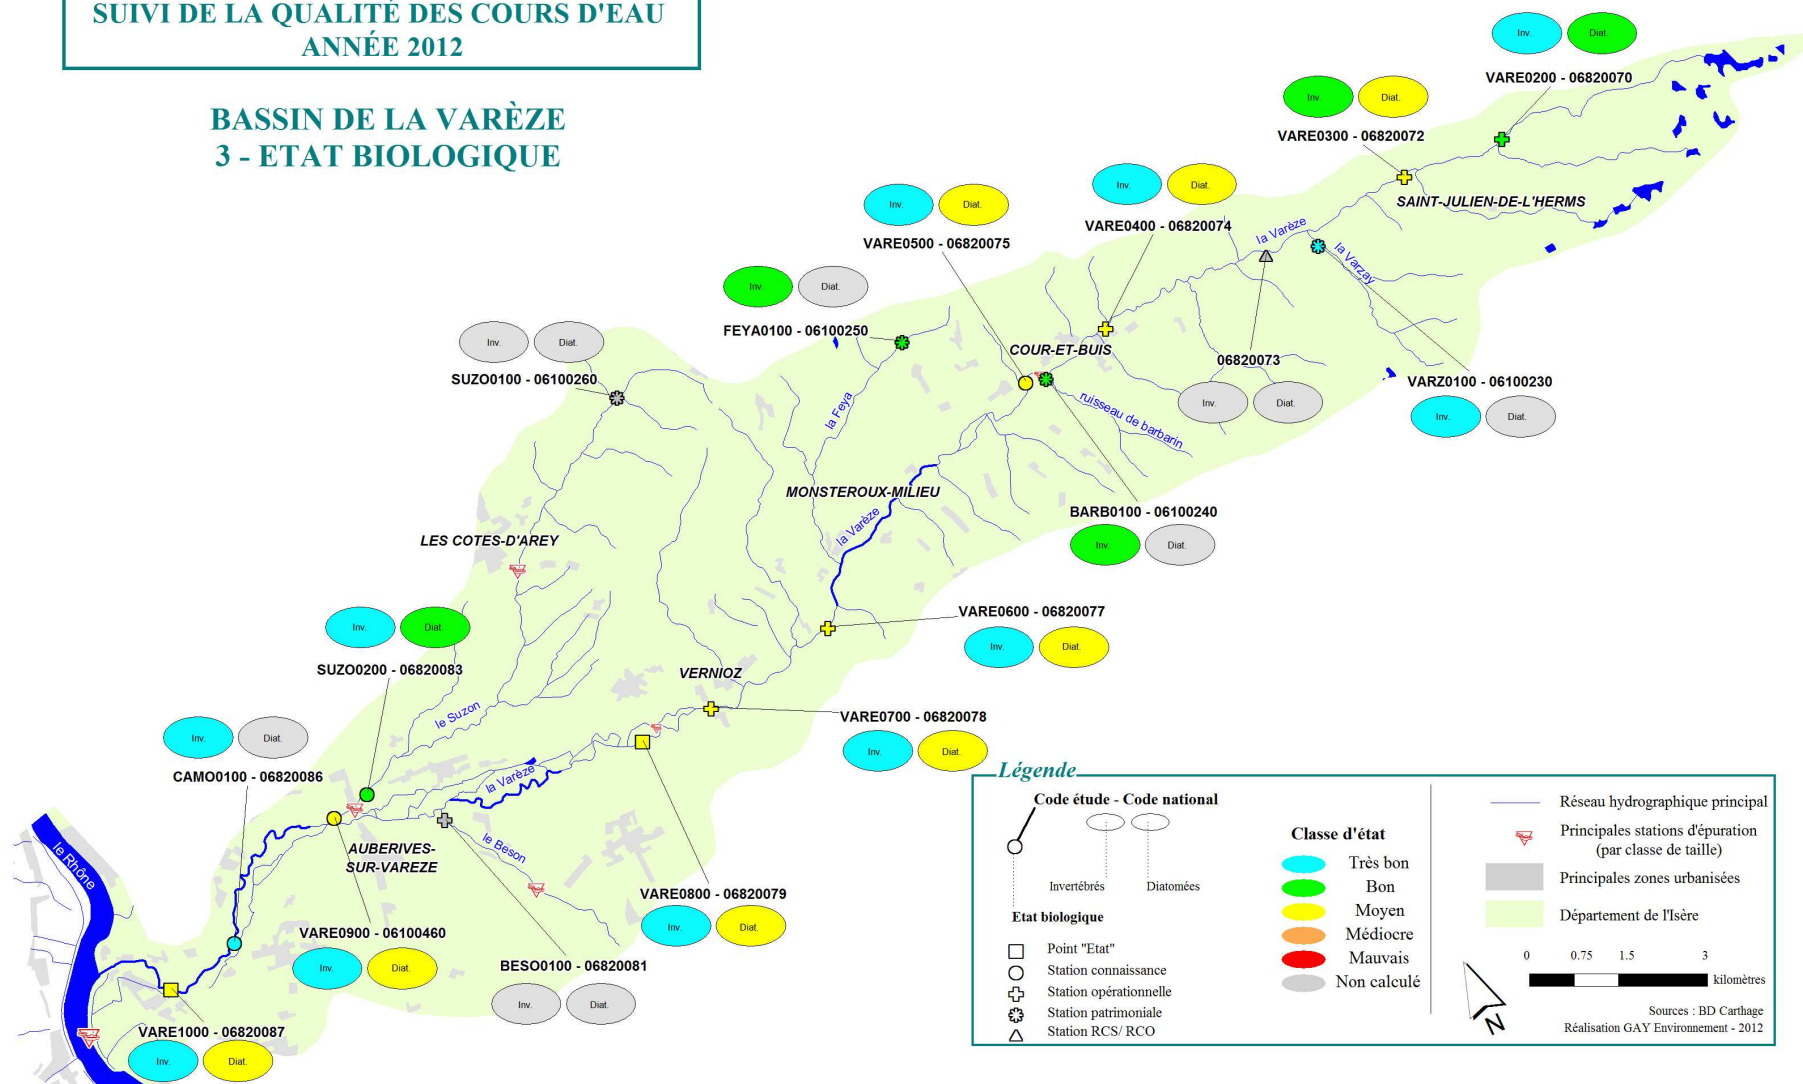 SUIVI DE LA QUALITÉ DES COURS D'EAU
ANNÉE 2012
BASSIN DE LA VARÈZE
3 - ETAT BIOLOGIQUE
Inv. Diat.
VARE0200 - 06820070
Inv. Diat.
VARE0300 - 06820072
SAINT-JULIEN-DE-L'HERMS
Inv. Diat.
VARE0400 - 06820074
Inv. Diat.
VARE0500 - 06820075
la Varèze
la Varzay
Inv. Diat.
FEYA0100 - 06100250
Inv. Diat.
SUZO0100 - 06100260
COUR-ET-BUIS
06820073
Inv. Diat.
VARZ0100 - 06100230
Inv. Diat.
la Feya
ruisseau de barbarin
MONSTEROUX-MILIEU
la Varèze
BARB0100 - 06100240
Inv. Diat.
LES COTES-D'AREY
VARE0600 - 06820077
Inv. Diat.
Inv. Diat.
SUZO0200 - 06820083
VERNIOZ
le Suzon
VARE0700 - 06820078
Inv. Diat.
Inv. Diat.
CAMO0100 - 06820086
la Varèze
le Beson
le Rhône
AUBERIVES-
SUR-VAREZE
VARE0800 - 06820079
Inv. Diat.
VARE0900 - 06100460
Inv. Diat.
BESO0100 - 06820081
Inv. Diat.
VARE1000 - 06820087
Inv. Diat.
Légende
Code étude - Code national
Invertébrés Diatomées
Etat biologique
Point "Etat"
Station connaissance
Station opérationnelle
Station patrimoniale
Station RCS/ RCO
Classe d'état
Très bon
Bon
Moyen
Médiocre
Mauvais
Non calculé
Réseau hydrographique principal
Principales stations d'épuration
(par classe de taille)
Principales zones urbanisées
Département de l'Isère
0 0.75 1.5 3
kilomètres
N
Sources : BD Carthage
Réalisation GAY Environnement - 2012